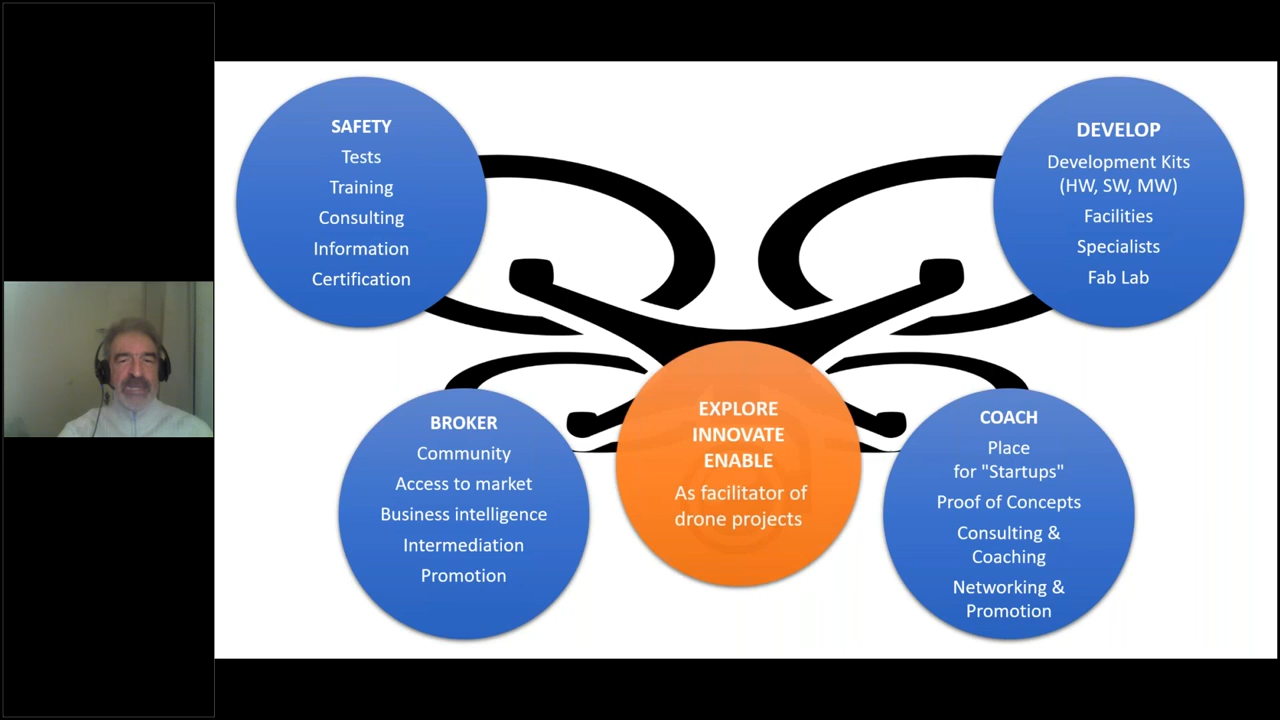 SAFETY
Tests
Training
Consulting
Information
Certification
DEVELOP
Development Kits
(HW, SW, MW)
Facilities
Specialists
Fab Lab
BROKER
Community
Access to market
Business intelligence
Intermediation
Promotion
EXPLORE
INNOVATE
ENABLE
As facilitator of
drone projects
COACH
Place
for "Startups"
Proof of Concepts
Consulting &
Coaching
Networking &
Promotion